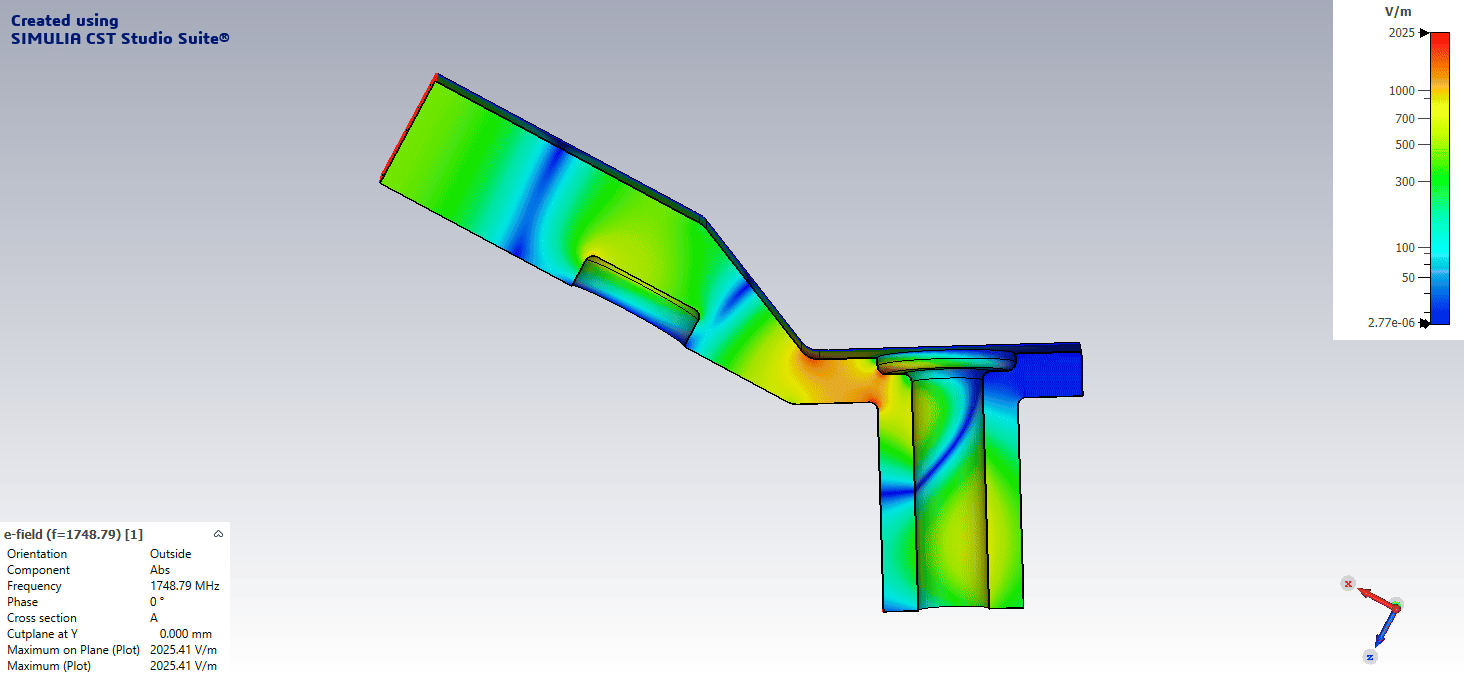 Created using
SIMULIA CST Studio Suite®
V/m
2025
1000
700
500
300
100
50
2.77e-06
e-field (f=1748.79) [1]
Orientation Outside
Component Abs
Frequency 1748.79 MHz
Phase 0 °
Cross section A
Cutplane at Y 0.000 mm
Maximum on Plane (Plot) 2025.41 V/m
Maximum (Plot) 2025.41 V/m
x
z